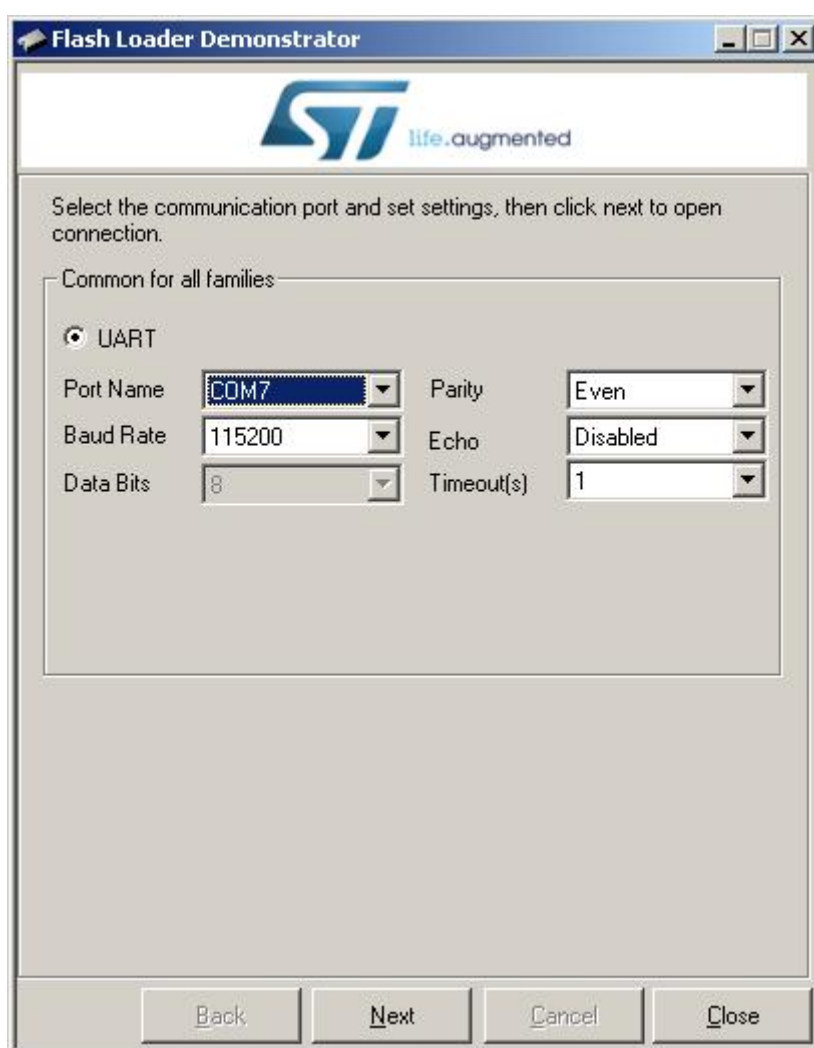 Flash Loader Demonstrator
ST life.augmented
Select the communication port and set settings, then click next to open
connection.
Common for all families
UART
Port Name COM7 Parity Even
Baud Rate 115200 Echo Disabled
Data Bits 8 Timeout(s) 1
Back Next Cancel Close